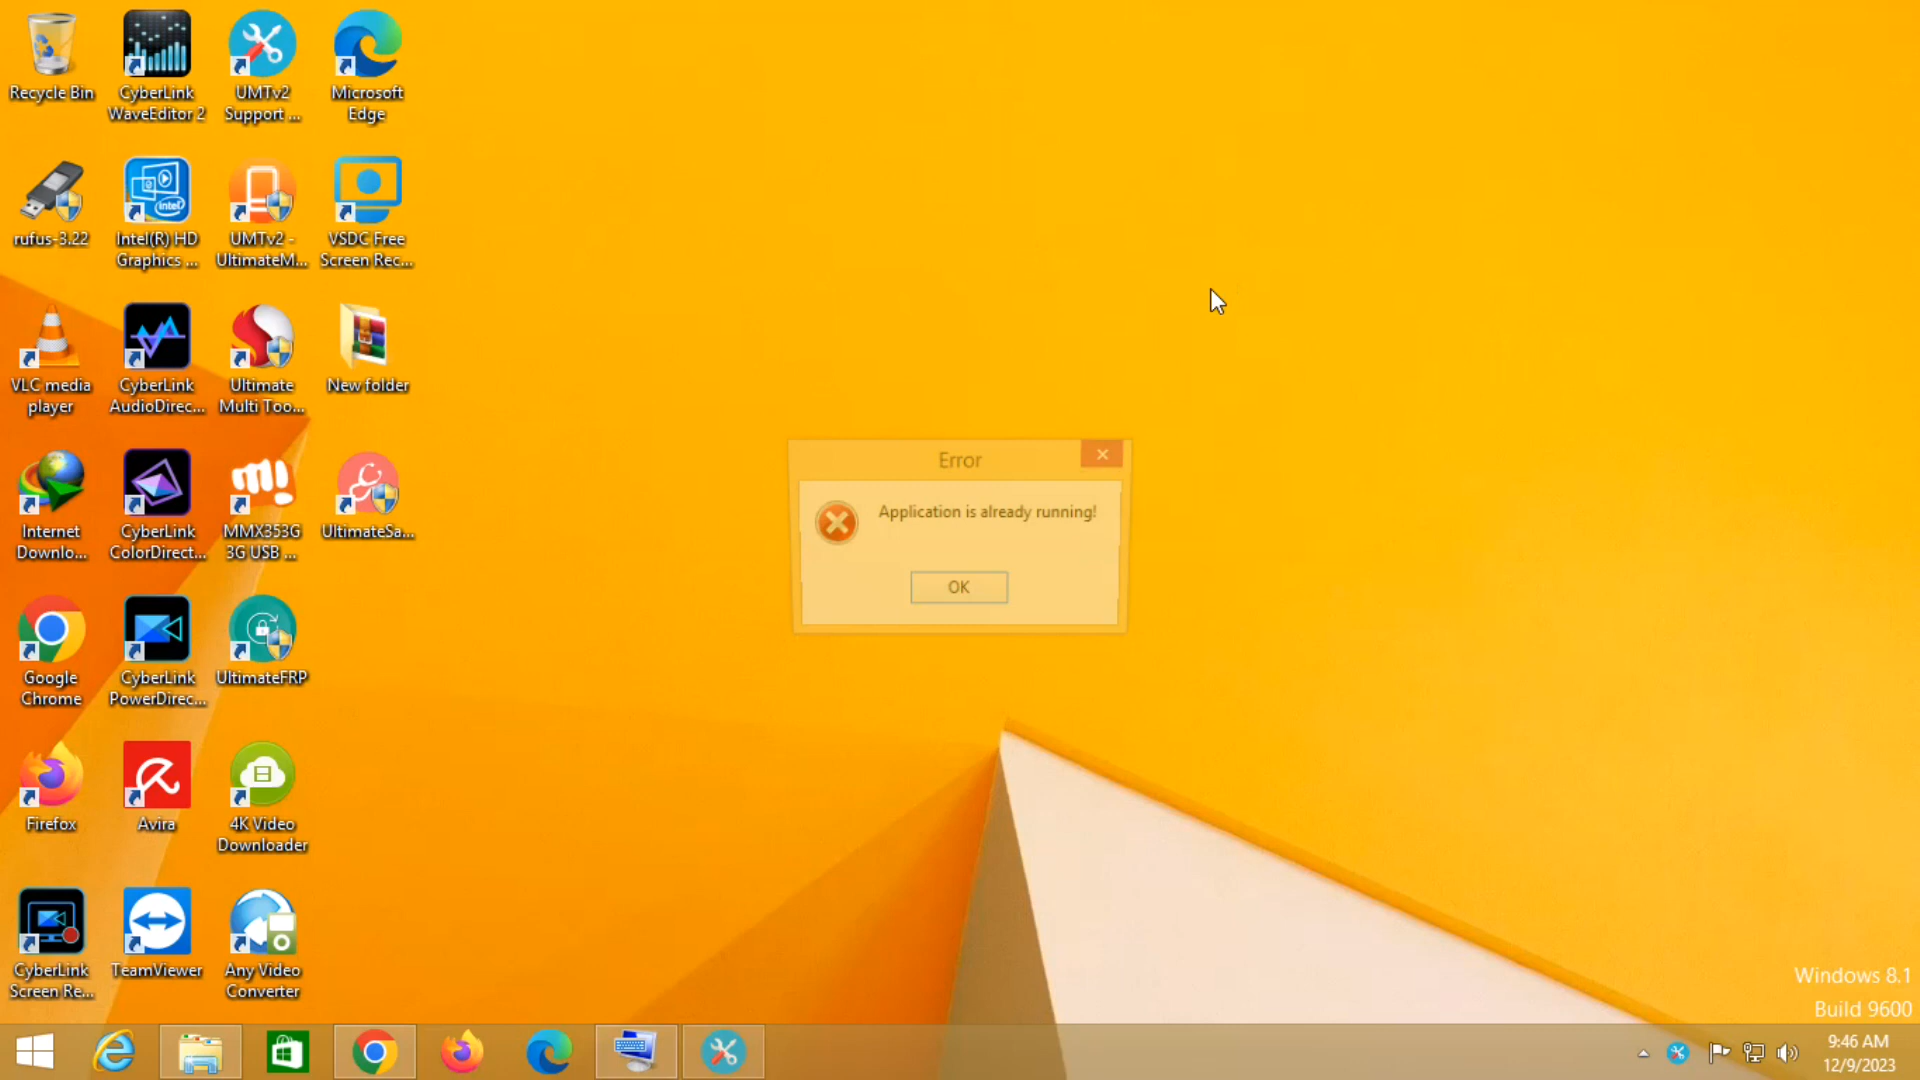 Recycle Bin
CyberLink
WaveEditor 2
UMTv2
Support ...
Microsoft
Edge
rufus-3.22
Intel(R) HD
Graphics ...
UMTv2 -
UltimateM...
VSDC Free
Screen Rec...
VLC media
player
CyberLink
AudioDirec...
Ultimate
Multi Too...
New folder
Internet
Downlo...
CyberLink
ColorDirect...
MMX353G
3G USB ...
UltimateSa...
Google
Chrome
CyberLink
PowerDirec...
UltimateFRP
Firefox
Avira
4K Video
Downloader
CyberLink
Screen Re...
TeamViewer
Any Video
Converter
Error
Application is already running!
OK
Windows 8.1
Build 9600
9:46 AM
12/9/2023